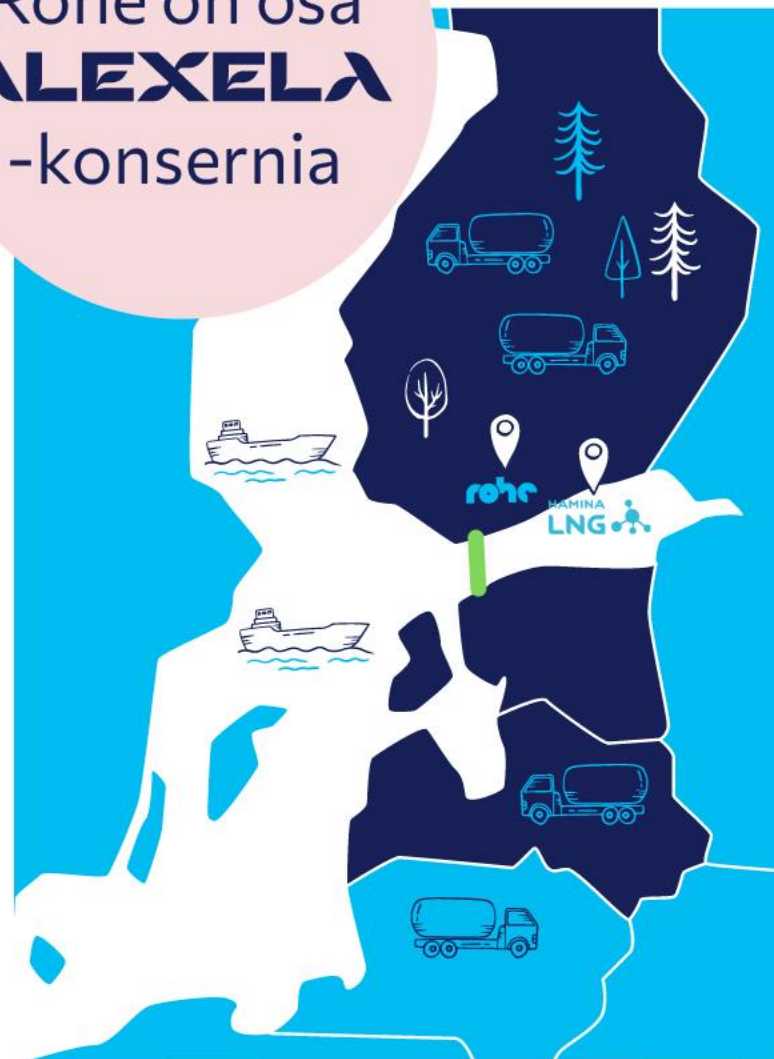 Rohe on osa
ALEXELA
-konsernia
rohe
HAMINA
LNG